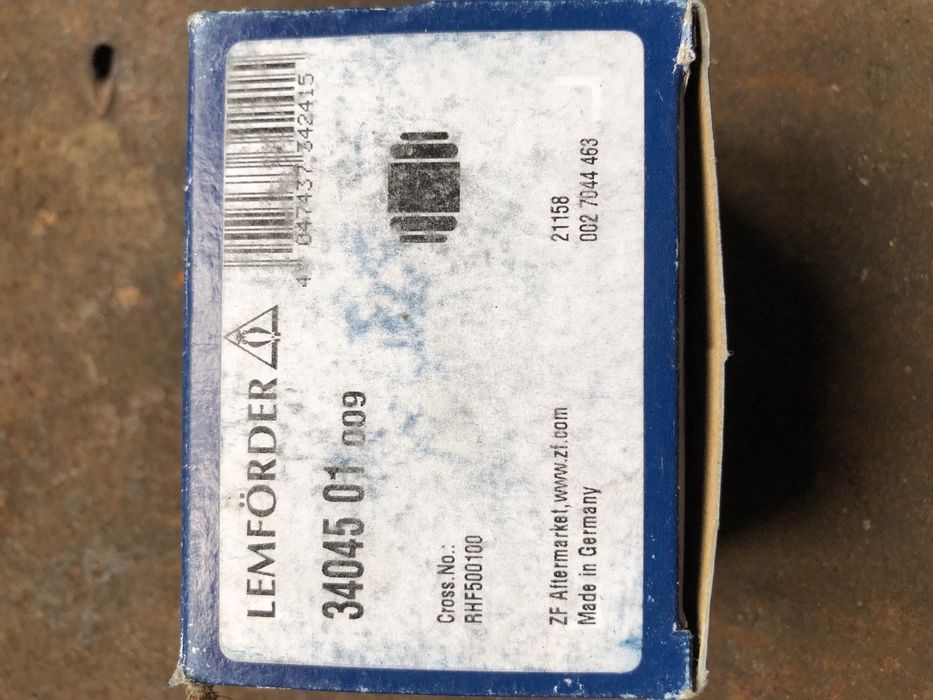 LEMFÖRDER
4 047437 342415
34045 01 009
Cross.No.:
RHF500100
21158
002 7044 463
ZF Aftermarket,www.zf.com
Made in Germany